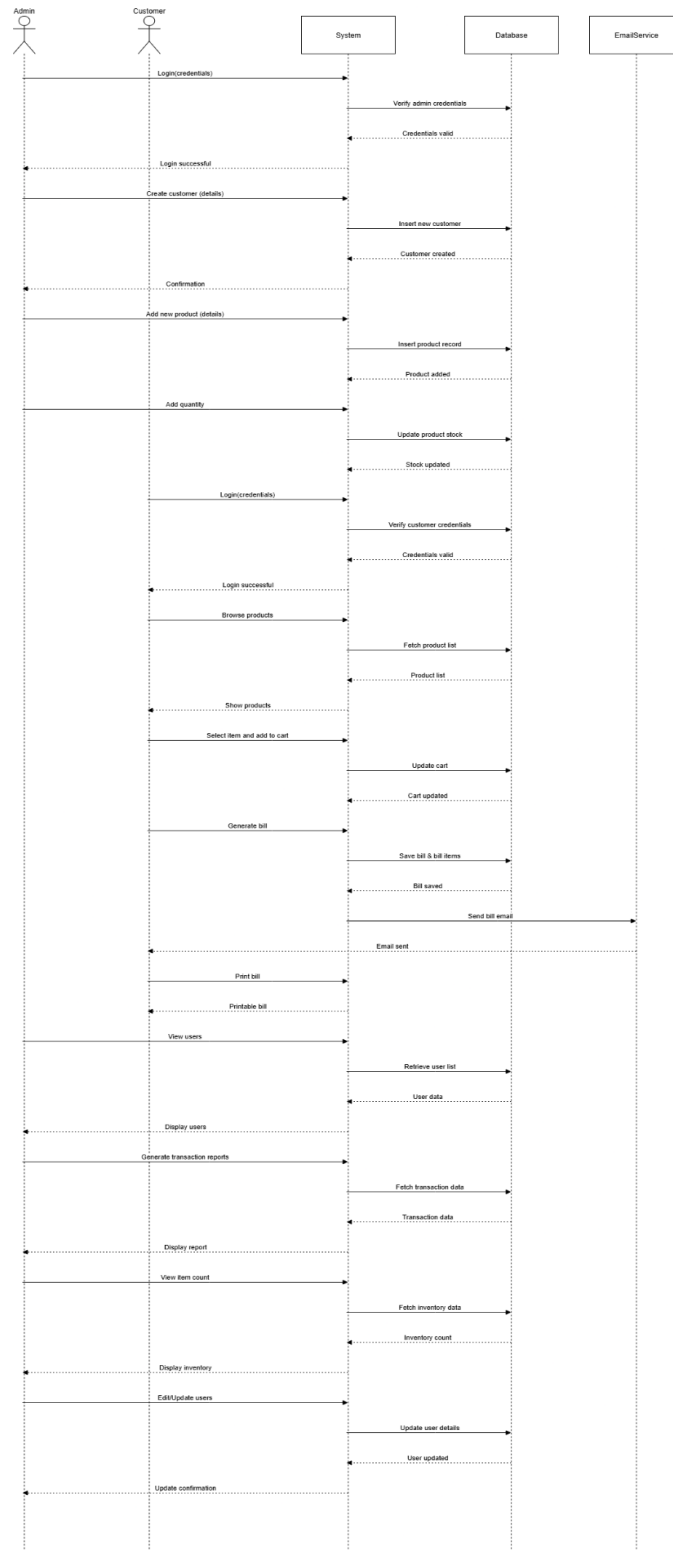 Admin
Customer
System
Database
EmailService
Login(credentials)
Verify admin credentials
Credentials valid
Login successful
Create customer (details)
Insert new customer
Customer created
Confirmation
Add new product (details)
Insert product record
Product added
Add quantity
Update product stock
Stock updated
Login(credentials)
Verify customer credentials
Credentials valid
Login successful
Browse products
Fetch product list
Product list
Show products
Select item and add to cart
Update cart
Cart updated
Generate bill
Save bill & bill items
Bill saved
Send bill email
Email sent
Print bill
Printable bill
View users
Retrieve user list
User data
Display users
Generate transaction reports
Fetch transaction data
Transaction data
Display report
View item count
Fetch inventory data
Inventory count
Display inventory
Edit/Update users
Update user details
User updated
Update confirmation